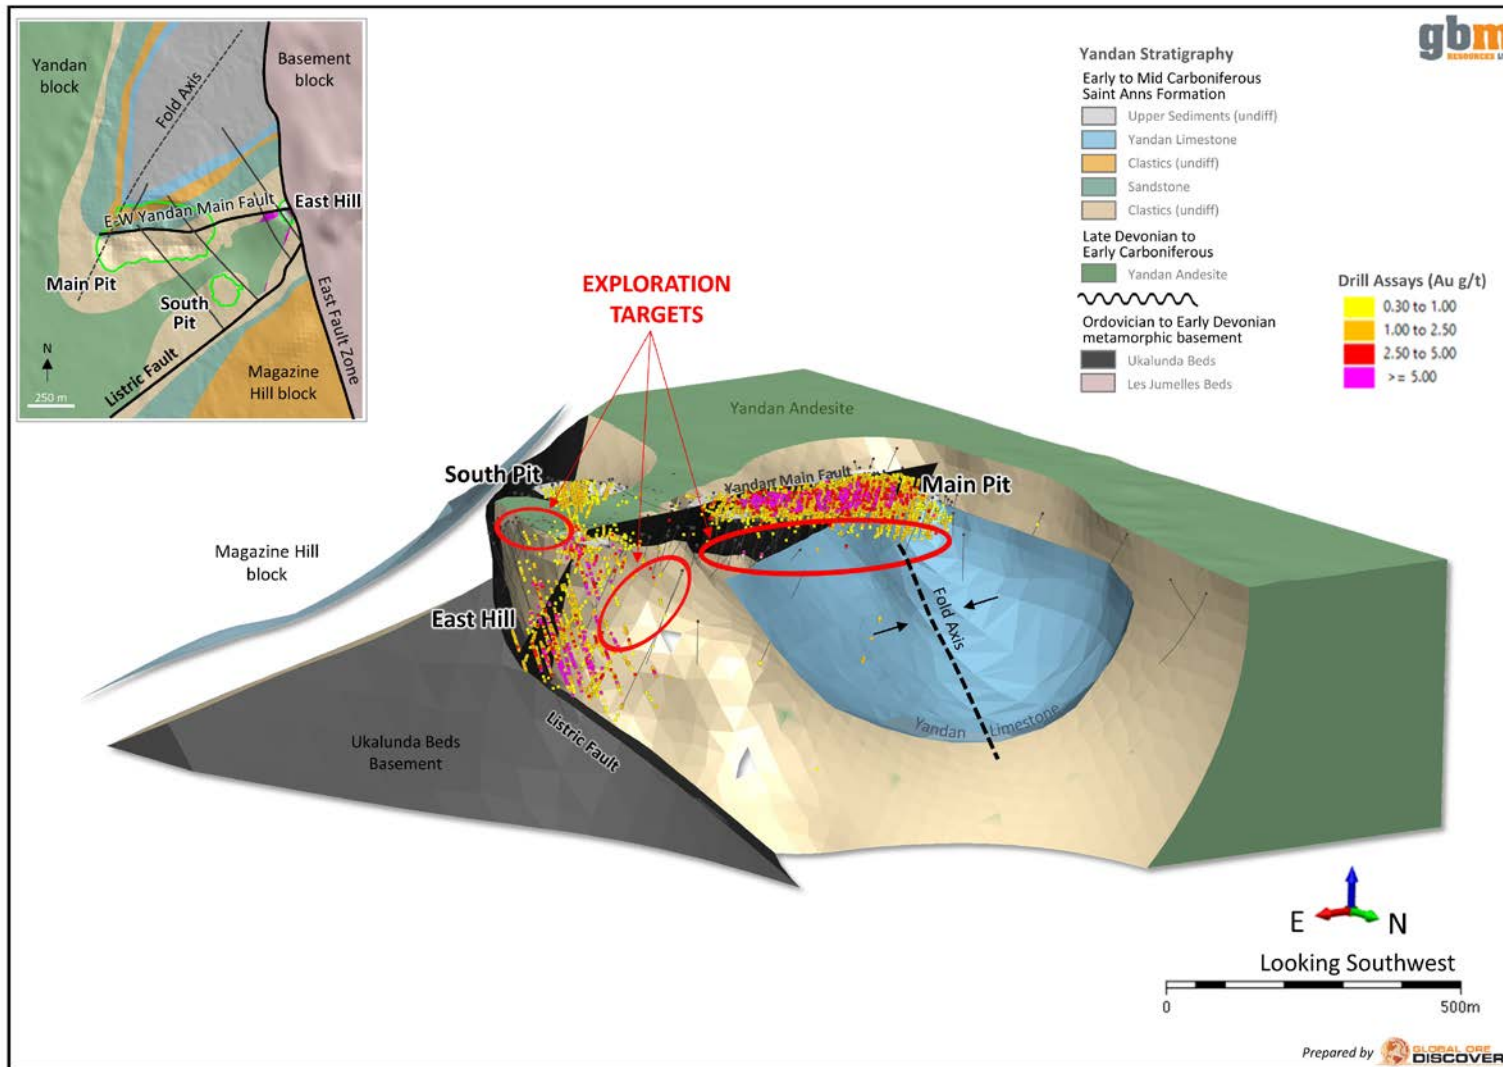 Yandan
block
Basement
block
Fold Axis
E-W Yandan Main Fault
East Hill
Main Pit
South
Pit
Listric Fault
East Fault Zone
Magazine
Hill block
N
250 m
gbm
RESOURCES
Yandan Stratigraphy
Early to Mid Carboniferous
Saint Anns Formation
Upper Sediments (undiff)
Yandan Limestone
Clastics (undiff)
Sandstone
Clastics (undiff)
Late Devonian to
Early Carboniferous
Yandan Andesite
Ordovician to Early Devonian
metamorphic basement
Ukalunda Beds
Les Jumelles Beds
Drill Assays (Au g/t)
0.30 to 1.00
1.00 to 2.50
2.50 to 5.00
>= 5.00
EXPLORATION
TARGETS
Yandan Andesite
South Pit
Yandan Main Fault
Main Pit
Magazine Hill
block
East Hill
Fold Axis
Yandan Limestone
Listric Fault
Ukalunda Beds
Basement
E N
Looking Southwest
0 500m
Prepared by
GLOBAL ORE
DISCOVER